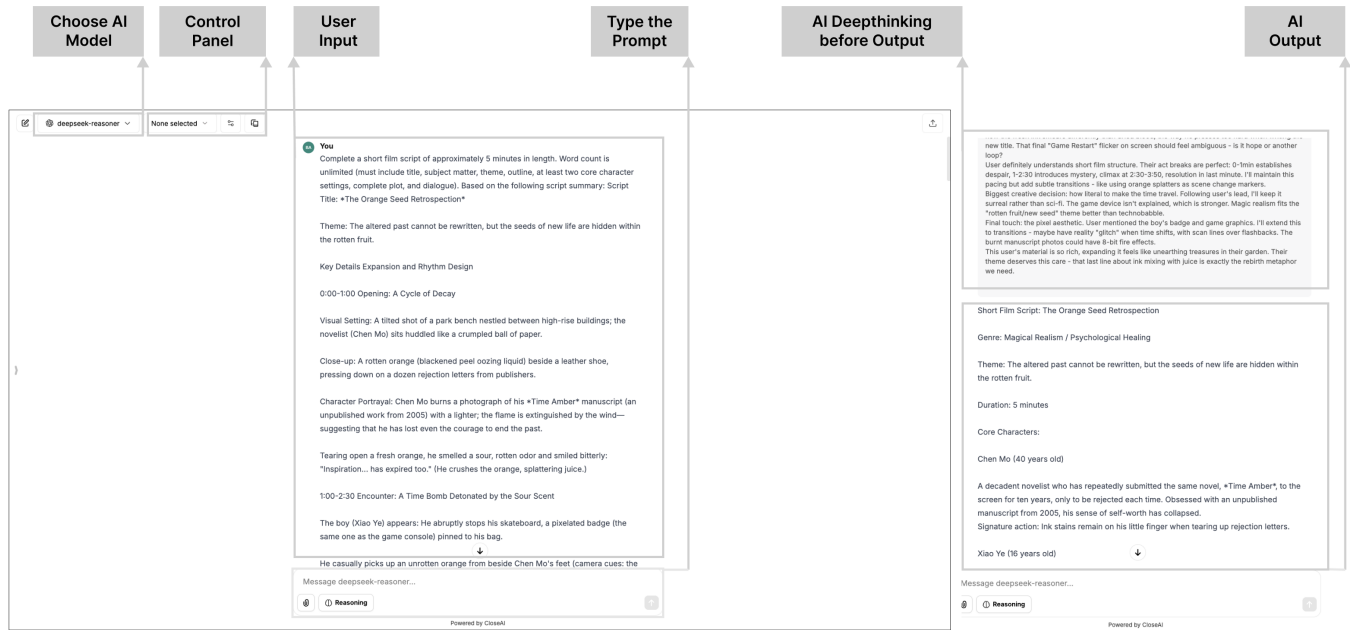 Choose AI
Model
Control
Panel
User
Input
Type the
Prompt
AI Deepthinking
before Output
AI
Output
deepseek-reasoner
None selected
You
Complete a short film script of approximately 5 minutes in length. Word count is
unlimited (must include title, subject matter, theme, outline, at least two core character
settings, complete plot, and dialogue). Based on the following script summary: Script
Title: *The Orange Seed Retrospection*
Theme: The altered past cannot be rewritten, but the seeds of new life are hidden within
the rotten fruit.
Key Details Expansion and Rhythm Design
0:00-1:00 Opening: A Cycle of Decay
Visual Setting: A tilted shot of a park bench nestled between high-rise buildings; the
novelist (Chen Mo) sits huddled like a crumpled ball of paper.
Close-up: A rotten orange (blackened peel oozing liquid) beside a leather shoe,
pressing down on a dozen rejection letters from publishers.
Character Portrayal: Chen Mo burns a photograph of his *Time Amber* manuscript (an
unpublished work from 2005) with a lighter; the flame is extinguished by the wind—
suggesting that he has lost even the courage to end the past.
Tearing open a fresh orange, he smelled a sour, rotten odor and smiled bitterly:
"Inspiration... has expired too." (He crushes the orange, splattering juice.)
1:00-2:30 Encounter: A Time Bomb Detonated by the Sour Scent
The boy (Xiao Ye) appears: He abruptly stops his skateboard, a pixelated badge (the
same one as the game console) pinned to his bag.
He casually picks up an unrotten orange from beside Chen Mo's feet (camera cues: the
Message deepseek-reasoner...
Reasoning
Powered by CloseAI
new title. That final "Game Restart" flicker on screen should feel ambiguous - is it hope or another
loop?
User definitely understands short film structure. Their act breaks are perfect: 0-1min establishes
despair, 1-2:30 introduces mystery, climax at 2:30-3:50, resolution in last minute. I'll maintain this
pacing but add subtle transitions - like using orange splatters as scene change markers.
Biggest creative decision: how literal to make the time travel. Following user's lead, I'll keep it
surreal rather than sci-fi. The game device isn't explained, which is stronger. Magic realism fits the
"rotten fruit/new seed" theme better than technobabble.
Final touch: the pixel aesthetic. User mentioned the boy's badge and game graphics. I'll extend this
to transitions - maybe have reality "glitch" when time shifts, with scan lines over flashbacks. The
burnt manuscript photos could have 8-bit fire effects.
This user's material is so rich, expanding it feels like unearthing treasures in their garden. Their
theme deserves this care - that last line about ink mixing with juice is exactly the rebirth metaphor
we need.
Short Film Script: The Orange Seed Retrospection
Genre: Magical Realism / Psychological Healing
Theme: The altered past cannot be rewritten, but the seeds of new life are hidden within
the rotten fruit.
Duration: 5 minutes
Core Characters:
Chen Mo (40 years old)
A decadent novelist who has repeatedly submitted the same novel, *Time Amber*, to the
screen for ten years, only to be rejected each time. Obsessed with an unpublished
manuscript from 2005, his sense of self-worth has collapsed.
Signature action: Ink stains remain on his little finger when tearing up rejection letters.
Xiao Ye (16 years old)
Message deepseek-reasoner...
Reasoning
Powered by CloseAI